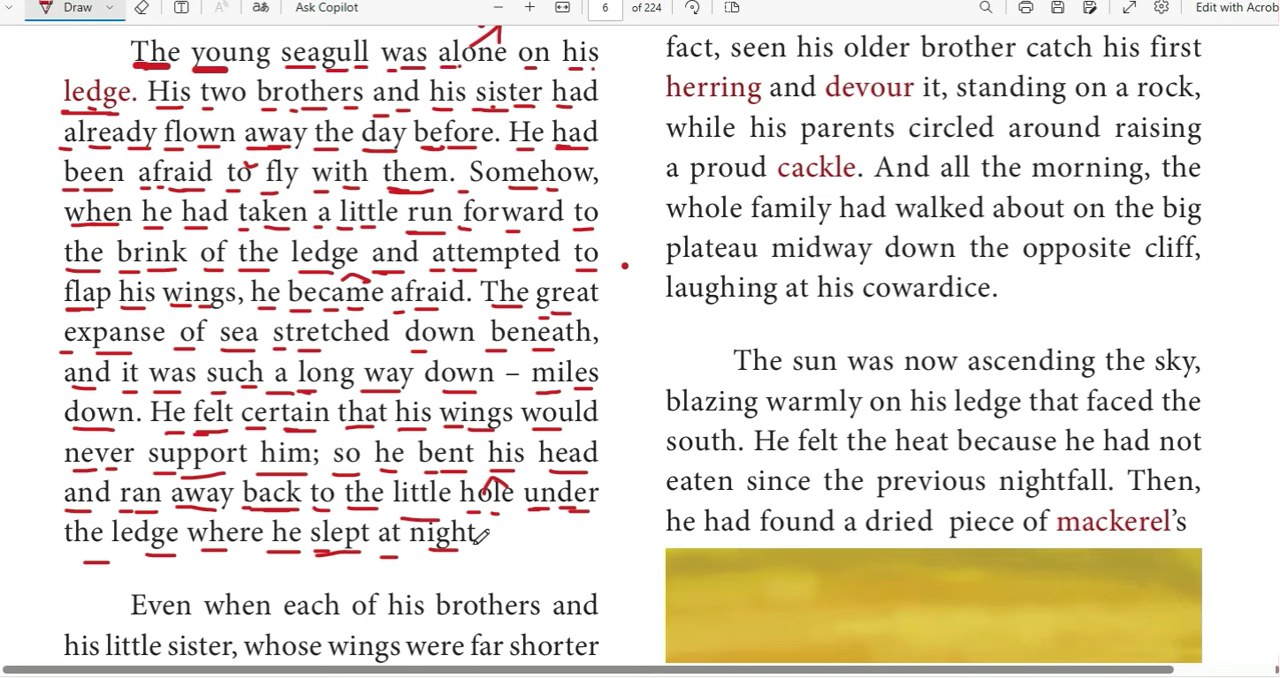 Draw
Ask Copilot
6
of 224
Edit with Acrob
The young seagull was alone on his
ledge. His two brothers and his sister had
already flown away the day before. He had
been afraid to fly with them. Somehow,
when he had taken a little run forward to
the brink of the ledge and attempted to
flap his wings, he became afraid. The great
expanse of sea stretched down beneath,
and it was such a long way down – miles
down. He felt certain that his wings would
never support him; so he bent his head
and ran away back to the little hole under
the ledge where he slept at night.
Even when each of his brothers and
his little sister, whose wings were far shorter
fact, seen his older brother catch his first
herring and devour it, standing on a rock,
while his parents circled around raising
a proud cackle. And all the morning, the
whole family had walked about on the big
plateau midway down the opposite cliff,
laughing at his cowardice.
The sun was now ascending the sky,
blazing warmly on his ledge that faced the
south. He felt the heat because he had not
eaten since the previous nightfall. Then,
he had found a dried piece of mackerel's